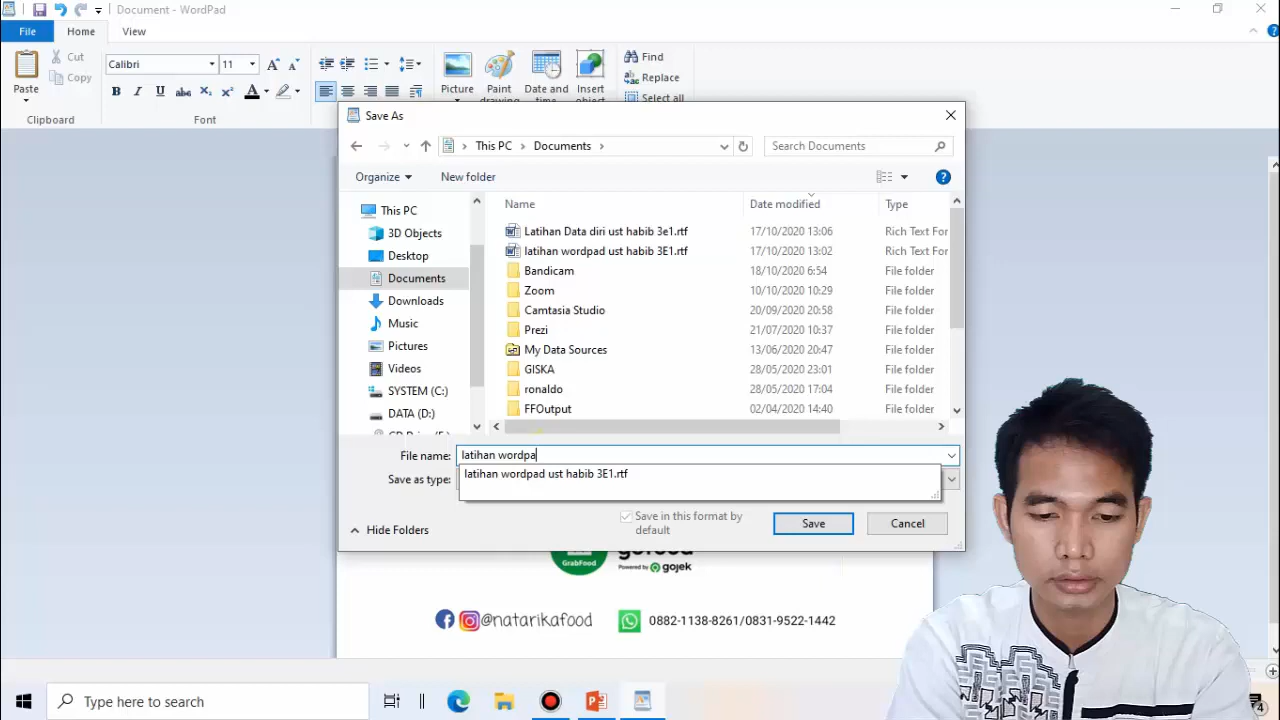 Document - WordPad
File
Home
View
Paste
Cut
Copy
Clipboard
Calibri
11
Font
Picture
Paint
drawing
Date and
time
Insert
object
Find
Replace
Select all
Save As
This PC
Documents
Search Documents
Organize
New folder
This PC
3D Objects
Desktop
Documents
Downloads
Music
Pictures
Videos
SYSTEM (C:)
DATA (D:)
Name Date modified Type
Latihan Data diri ust habib 3e1.rtf 17/10/2020 13:06 Rich Text For
latihan wordpad ust habib 3E1.rtf 17/10/2020 13:02 Rich Text For
Bandicam 18/10/2020 6:54 File folder
Zoom 10/10/2020 10:29 File folder
Camtasia Studio 20/09/2020 20:58 File folder
Prezi 21/07/2020 10:37 File folder
My Data Sources 13/06/2020 20:47 File folder
GISKA 28/05/2020 23:01 File folder
ronaldo 28/05/2020 17:04 File folder
FFOutput 02/04/2020 14:40 File folder
File name: latihan wordpa
latihan wordpad ust habib 3E1.rtf
Save as type:
Save in this format by
default
Hide Folders
Save
Cancel
GrabFood
gofood
Powered by gojek
@natarikafood
0882-1138-8261/0831-9522-1442
Type here to search
4